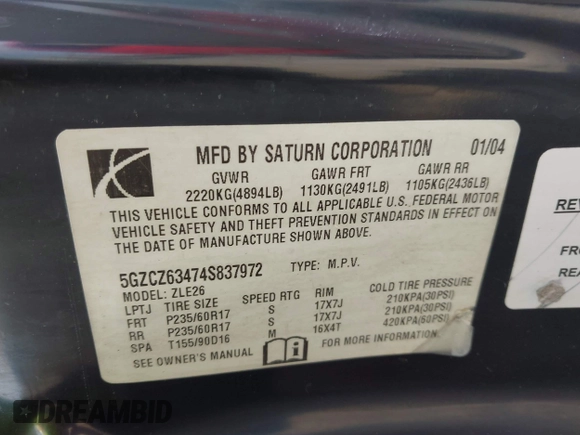 MFD BY SATURN CORPORATION 01/04
GVWR GAWR FRT GAWR RR
2220KG(4894LB) 1130KG(2491LB) 1105KG(2436LB)
THIS VEHICLE CONFORMS TO ALL APPLICABLE U.S. FEDERAL MOTOR
VEHICLE SAFETY AND THEFT PREVENTION STANDARDS IN EFFECT ON
THE DATE OF MANUFACTURE SHOWN ABOVE.
5GZCZ63474S837972 TYPE: M.P.V.
MODEL: ZLE26
LPTJ TIRE SIZE SPEED RTG RIM COLD TIRE PRESSURE
FRT P235/60R17 S 17X7J 210KPA(30PSI)
RR P235/60R17 S 17X7J 210KPA(30PSI)
SPA T155/90D16 M 16X4T 420KPA(60PSI)
SEE OWNER'S MANUAL FOR MORE INFORMATION.
REV
FRO
REA
DREAMBID